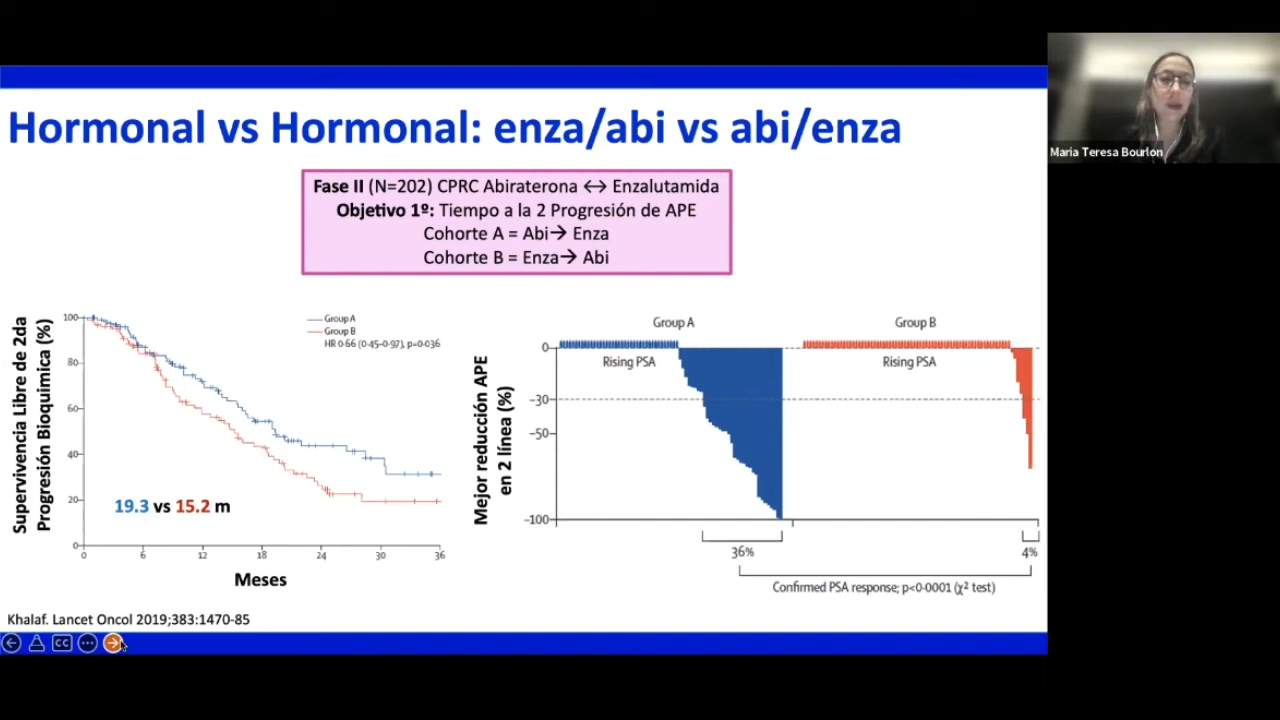 Hormonal vs Hormonal: enza/abi vs abi/enza
Maria Teresa Bourlon
Fase II (N=202) CPRC Abiraterona ↔ Enzalutamida
Objetivo 1º: Tiempo a la 2 Progresión de APE
Cohorte A = Abi→ Enza
Cohorte B = Enza→ Abi
Supervivencia Libre de 2da
Progresión Bioquimica (%)
100
80
60
40
20
0
Group A
Group B
HR 0·66 (0·45–0·97), p=0·036
19.3 vs 15.2 m
0 6 12 18 24 30 36
Meses
Mejor reducción APE
en 2 línea (%)
Group A
Group B
0
Rising PSA
Rising PSA
–30
–50
–100
36%
4%
Confirmed PSA response; p<0·0001 (χ² test)
Khalaf. Lancet Oncol 2019;383:1470-85
CC